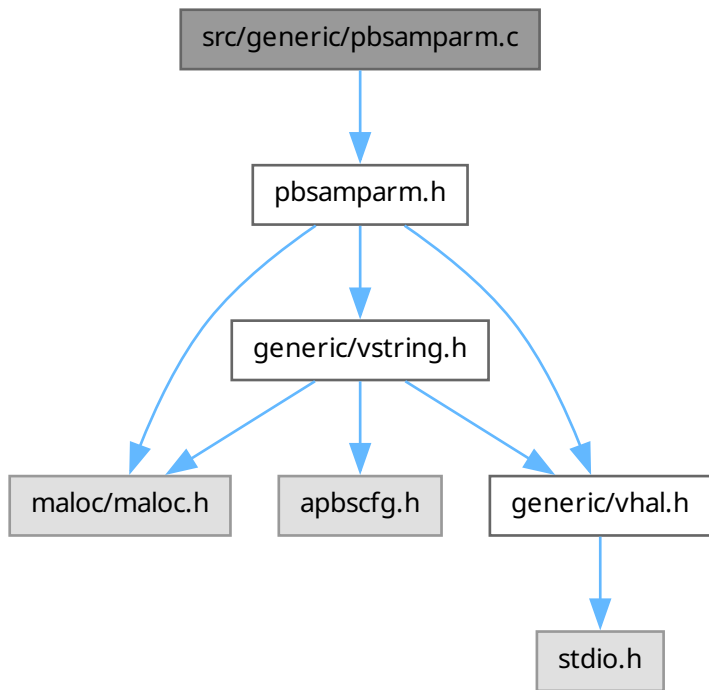 src/generic/pbsamparm.c
pbsamparm.h
generic/vstring.h
maloc/maloc.h
apbscfg.h
generic/vhal.h
stdio.h